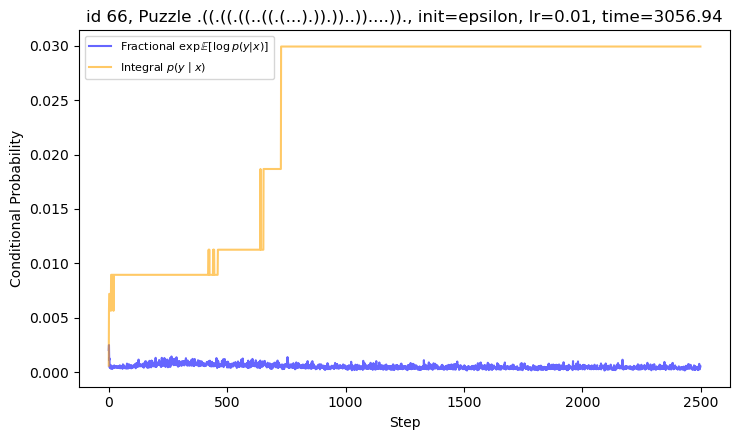 id 66, Puzzle .((.((.((..((.(...).)).))..))....))., init=epsilon, lr=0.01, time=3056.94
Fractional exp𝔼[log p(y|x)]
Integral p(y | x)
0.030
0.025
0.020
0.015
0.010
0.005
0.000
Conditional Probability
0
500
1000
1500
2000
2500
Step